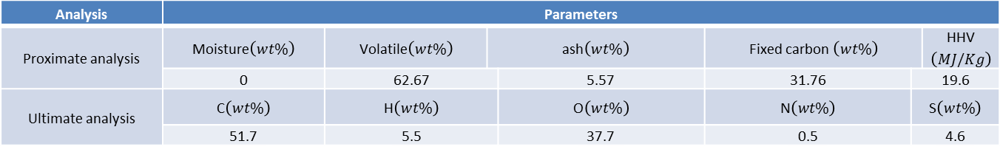 Analysis Parameters
Proximate analysis Moisture(wt%) Volatile(wt%) ash(wt%) Fixed carbon (wt%) HHV (MJ/Kg)
0 62.67 5.57 31.76 19.6
Ultimate analysis C(wt%) H(wt%) O(wt%) N(wt%) S(wt%)
51.7 5.5 37.7 0.5 4.6